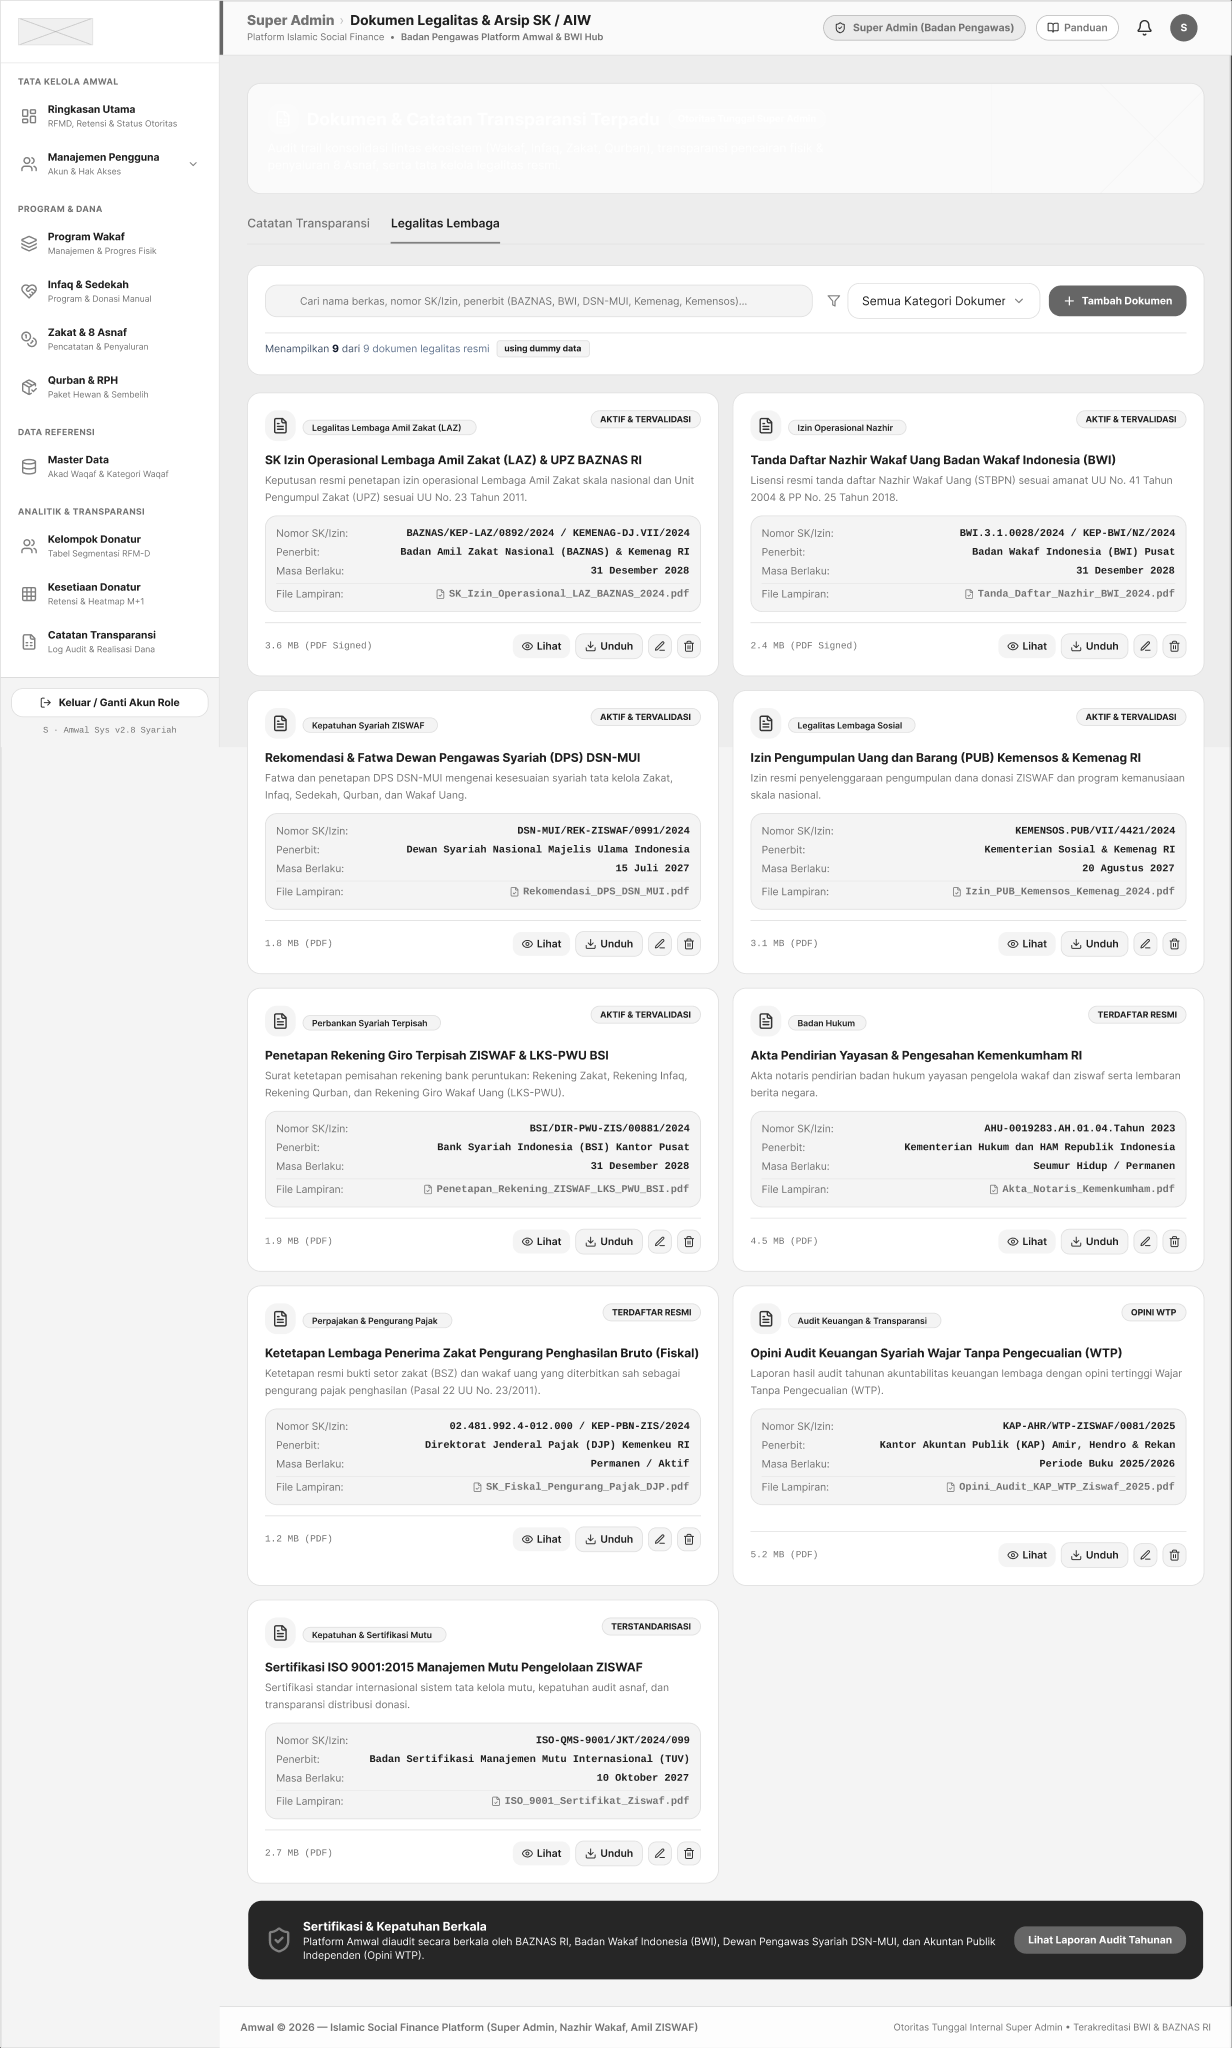 Super Admin › Dokumen Legalitas & Arsip SK / AIW
Platform Islamic Social Finance • Badan Pengawas Platform Amwal & BWI Hub
Super Admin (Badan Pengawas)
Panduan
S
TATA KELOLA AMWAL
Ringkasan Utama
RFMD, Retensi & Status Otoritas
Manajemen Pengguna
Akun & Hak Akses
PROGRAM & DANA
Program Wakaf
Manajemen & Progres Fisik
Infaq & Sedekah
Program & Donasi Manual
Zakat & 8 Asnaf
Pencatatan & Penyaluran
Qurban & RPH
Paket Hewan & Sembelih
DATA REFERENSI
Master Data
Akad Waqaf & Kategori Waqaf
ANALITIK & TRANSPARANSI
Kelompok Donatur
Tabel Segmentasi RFM-D
Kesetiaan Donatur
Retensi & Heatmap M+1
Catatan Transparansi
Log Audit & Realisasi Dana
Keluar / Ganti Akun Role
S - Amwal Sys v2.8 Syariah
Dokumen & Catatan Transparansi Terpadu
Catatan Transparansi
Legalitas Lembaga
Cari nama berkas, nomor SK/Izin, penerbit (BAZNAS, BWI, DSN-MUI, Kemenag, Kemensos)...
Semua Kategori Dokumer
Tambah Dokumen
Menampilkan 9 dari 9 dokumen legalitas resmi
using dummy data
Legalitas Lembaga Amil Zakat (LAZ)
AKTIF & TERVALIDASI
SK Izin Operasional Lembaga Amil Zakat (LAZ) & UPZ BAZNAS RI
Keputusan resmi penetapan izin operasional Lembaga Amil Zakat skala nasional dan Unit
Pengumpul Zakat (UPZ) sesuai UU No. 23 Tahun 2011.
Nomor SK/Izin: BAZNAS/KEP-LAZ/0892/2024 / KEMENAG-DJ.VII/2024
Penerbit: Badan Amil Zakat Nasional (BAZNAS) & Kemenag RI
Masa Berlaku: 31 Desember 2028
File Lampiran: SK_Izin_Operasional_LAZ_BAZNAS_2024.pdf
3.6 MB (PDF Signed) Lihat Unduh
Izin Operasional Nazhir
AKTIF & TERVALIDASI
Tanda Daftar Nazhir Wakaf Uang Badan Wakaf Indonesia (BWI)
Lisensi resmi tanda daftar Nazhir Wakaf Uang (STBPN) sesuai amanat UU No. 41 Tahun
2004 & PP No. 25 Tahun 2018.
Nomor SK/Izin: BWI.3.1.0028/2024 / KEP-BWI/NZ/2024
Penerbit: Badan Wakaf Indonesia (BWI) Pusat
Masa Berlaku: 31 Desember 2028
File Lampiran: Tanda_Daftar_Nazhir_BWI_2024.pdf
2.4 MB (PDF Signed) Lihat Unduh
Kepatuhan Syariah ZISWAF
AKTIF & TERVALIDASI
Rekomendasi & Fatwa Dewan Pengawas Syariah (DPS) DSN-MUI
Fatwa dan penetapan DPS DSN-MUI mengenai kesesuaian syariah tata kelola Zakat,
Infaq, Sedekah, Qurban, dan Wakaf Uang.
Nomor SK/Izin: DSN-MUI/REK-ZISWAF/0991/2024
Penerbit: Dewan Syariah Nasional Majelis Ulama Indonesia
Masa Berlaku: 15 Juli 2027
File Lampiran: Rekomendasi_DPS_DSN_MUI.pdf
1.8 MB (PDF) Lihat Unduh
Legalitas Lembaga Sosial
AKTIF & TERVALIDASI
Izin Pengumpulan Uang dan Barang (PUB) Kemensos & Kemenag RI
Izin resmi penyelenggaraan pengumpulan dana donasi ZISWAF dan program kemanusiaan
skala nasional.
Nomor SK/Izin: KEMENSOS.PUB/VII/4421/2024
Penerbit: Kementerian Sosial & Kemenag RI
Masa Berlaku: 20 Agustus 2027
File Lampiran: Izin_PUB_Kemensos_Kemenag_2024.pdf
3.1 MB (PDF) Lihat Unduh
Perbankan Syariah Terpisah
AKTIF & TERVALIDASI
Penetapan Rekening Giro Terpisah ZISWAF & LKS-PWU BSI
Surat ketetapan pemisahan rekening bank peruntukan: Rekening Zakat, Rekening Infaq,
Rekening Qurban, dan Rekening Giro Wakaf Uang (LKS-PWU).
Nomor SK/Izin: BSI/DIR-PWU-ZIS/00881/2024
Penerbit: Bank Syariah Indonesia (BSI) Kantor Pusat
Masa Berlaku: 31 Desember 2028
File Lampiran: Penetapan_Rekening_ZISWAF_LKS_PWU_BSI.pdf
1.9 MB (PDF) Lihat Unduh
Badan Hukum
TERDAFTAR RESMI
Akta Pendirian Yayasan & Pengesahan Kemenkumham RI
Akta notaris pendirian badan hukum yayasan pengelola wakaf dan ziswaf serta lembaran
berita negara.
Nomor SK/Izin: AHU-0019283.AH.01.04.Tahun 2023
Penerbit: Kementerian Hukum dan HAM Republik Indonesia
Masa Berlaku: Seumur Hidup / Permanen
File Lampiran: Akta_Notaris_Kemenkumham.pdf
4.5 MB (PDF) Lihat Unduh
Perpajakan & Pengurang Pajak
TERDAFTAR RESMI
Ketetapan Lembaga Penerima Zakat Pengurang Penghasilan Bruto (Fiskal)
Ketetapan resmi bukti setor zakat (BSZ) dan wakaf uang yang diterbitkan sah sebagai
pengurang pajak penghasilan (Pasal 22 UU No. 23/2011).
Nomor SK/Izin: 02.481.992.4-012.000 / KEP-PBN-ZIS/2024
Penerbit: Direktorat Jenderal Pajak (DJP) Kemenkeu RI
Masa Berlaku: Permanen / Aktif
File Lampiran: SK_Fiskal_Pengurang_Pajak_DJP.pdf
1.2 MB (PDF) Lihat Unduh
Audit Keuangan & Transparansi
OPINI WTP
Opini Audit Keuangan Syariah Wajar Tanpa Pengecualian (WTP)
Laporan hasil audit tahunan akuntabilitas keuangan lembaga dengan opini tertinggi Wajar
Tanpa Pengecualian (WTP).
Nomor SK/Izin: KAP-AHR/WTP-ZISWAF/0081/2025
Penerbit: Kantor Akuntan Publik (KAP) Amir, Hendro & Rekan
Masa Berlaku: Periode Buku 2025/2026
File Lampiran: Opini_Audit_KAP_WTP_Ziswaf_2025.pdf
5.2 MB (PDF) Lihat Unduh
Kepatuhan & Sertifikasi Mutu
TERSTANDARISASI
Sertifikasi ISO 9001:2015 Manajemen Mutu Pengelolaan ZISWAF
Sertifikasi standar internasional sistem tata kelola mutu, kepatuhan audit asnaf, dan
transparansi distribusi donasi.
Nomor SK/Izin: ISO-QMS-9001/JKT/2024/099
Penerbit: Badan Sertifikasi Manajemen Mutu Internasional (TUV)
Masa Berlaku: 10 Oktober 2027
File Lampiran: ISO_9001_Sertifikat_Ziswaf.pdf
2.7 MB (PDF) Lihat Unduh
Sertifikasi & Kepatuhan Berkala
Platform Amwal diaudit secara berkala oleh BAZNAS RI, Badan Wakaf Indonesia (BWI), Dewan Pengawas Syariah DSN-MUI, dan Akuntan Publik
Independen (Opini WTP).
Lihat Laporan Audit Tahunan
Amwal © 2026 — Islamic Social Finance Platform (Super Admin, Nazhir Wakaf, Amil ZISWAF)
Otoritas Tunggal Internal Super Admin • Terakreditasi BWI & BAZNAS RI